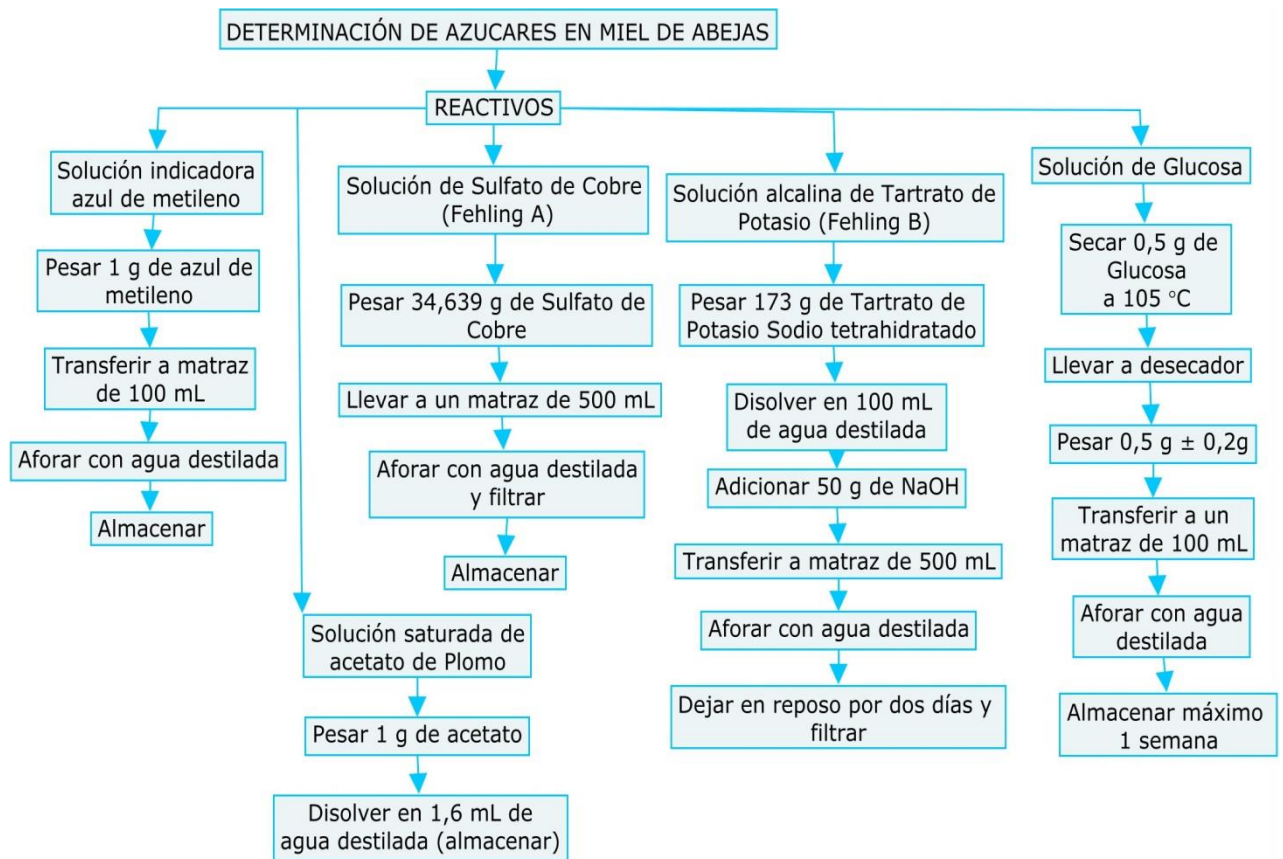 DETERMINACIÓN DE AZUCARES EN MIEL DE ABEJAS
REACTIVOS
Solución indicadora
azul de metileno
Pesar 1 g de azul de
metileno
Transferir a matraz
de 100 mL
Aforar con agua destilada
Almacenar
Solución saturada de
acetato de Plomo
Pesar 1 g de acetato
Disolver en 1,6 mL de
agua destilada (almacenar)
Solución de Sulfato de Cobre
(Fehling A)
Pesar 34,639 g de Sulfato de
Cobre
Llevar a un matraz de 500 mL
Aforar con agua destilada
y filtrar
Almacenar
Solución alcalina de Tartrato de
Potasio (Fehling B)
Pesar 173 g de Tartrato de
Potasio Sodio tetrahidratado
Disolver en 100 mL
de agua destilada
Adicionar 50 g de NaOH
Transferir a matraz de 500 mL
Aforar con agua destilada
Dejar en reposo por dos días y
filtrar
Solución de Glucosa
Secar 0,5 g de
Glucosa
a 105 °C
Llevar a desecador
Pesar 0,5 g ± 0,2g
Transferir a un
matraz de 100 mL
Aforar con agua
destilada
Almacenar máximo
1 semana